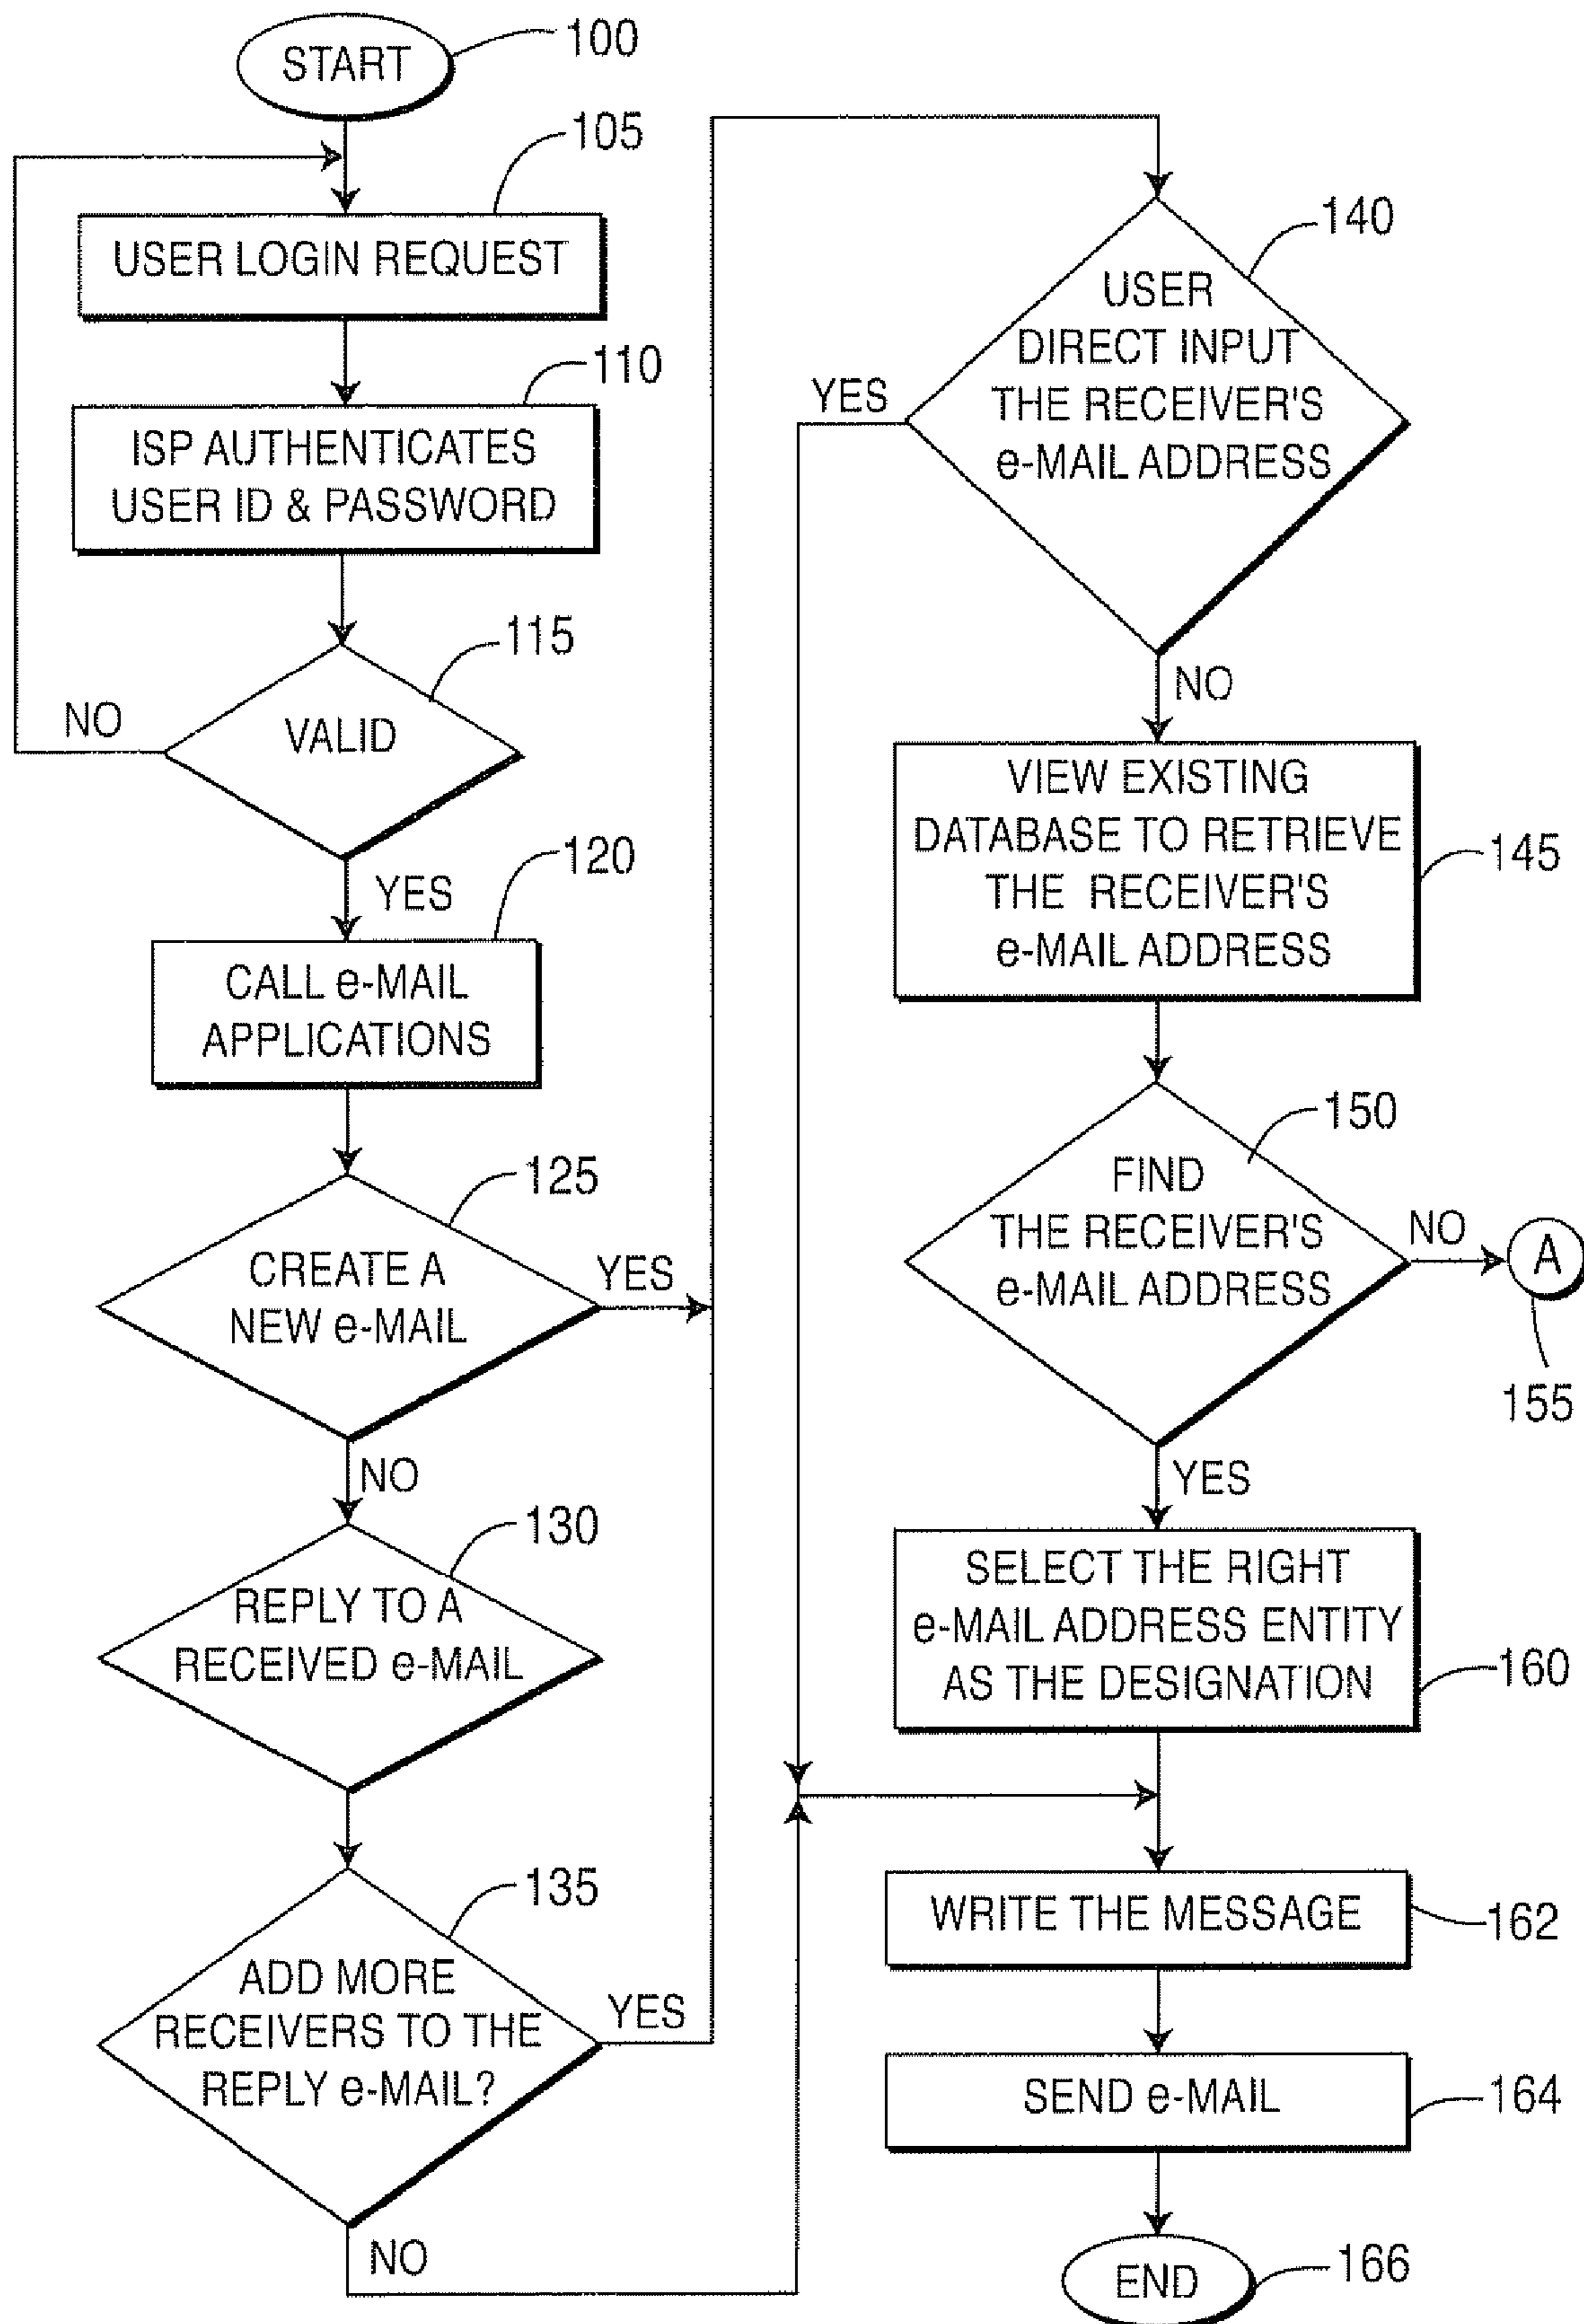 START
100
105
USER LOGIN REQUEST
110
ISP AUTHENTICATES
USER ID & PASSWORD
115
VALID
NO
YES
120
CALL e-MAIL
APPLICATIONS
125
CREATE A
NEW e-MAIL
YES
NO
130
REPLY TO A
RECEIVED e-MAIL
135
ADD MORE
RECEIVERS TO THE
REPLY e-MAIL?
YES
NO
140
USER
DIRECT INPUT
THE RECEIVER'S
e-MAIL ADDRESS
YES
NO
VIEW EXISTING
DATABASE TO RETRIEVE
THE RECEIVER'S
e-MAIL ADDRESS
145
150
FIND
THE RECEIVER'S
e-MAIL ADDRESS
NO
A
155
YES
SELECT THE RIGHT
e-MAIL ADDRESS ENTITY
AS THE DESIGNATION
160
WRITE THE MESSAGE
162
SEND e-MAIL
164
END
166